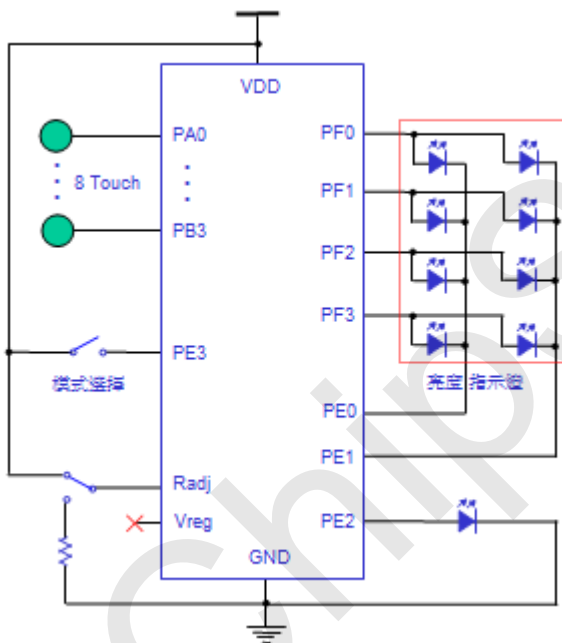 VDD
PA0
PF0
8 Touch
PF1
PB3
PF2
PF3
PE3
模式選擇
亮度 指示燈
PE0
PE1
Radj
Vreg
PE2
GND
Chip